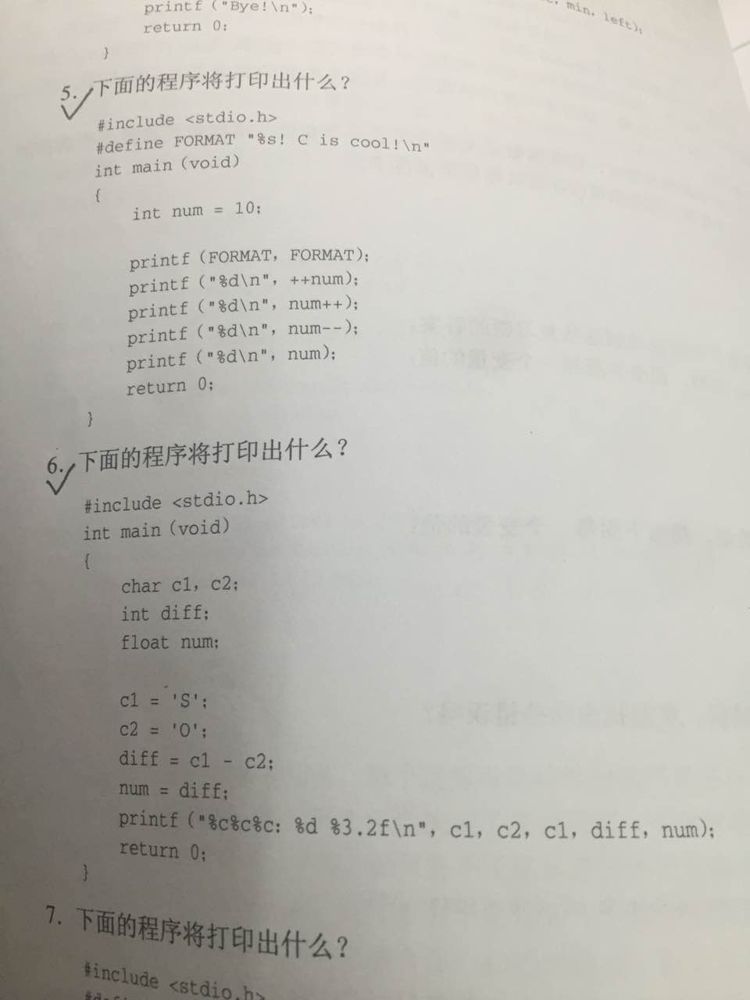 printf ("Bye!\n");
min, left);
return 0;
}
5. 下面的程序将打印出什么?
#include <stdio.h>
#define FORMAT "%s! C is cool!\n"
int main (void)
{
int num = 10;
printf (FORMAT, FORMAT);
printf ("%d\n", ++num);
printf ("%d\n", num++);
printf ("%d\n", num--);
printf ("%d\n", num);
return 0;
}
6. 下面的程序将打印出什么?
#include <stdio.h>
int main (void)
{
char c1, c2;
int diff;
float num;
c1 = 'S';
c2 = 'O';
diff = c1 - c2;
num = diff;
printf ("%c%c%c: %d %3.2f\n", c1, c2, c1, diff, num);
return 0;
}
7. 下面的程序将打印出什么?
#include <stdio.h>